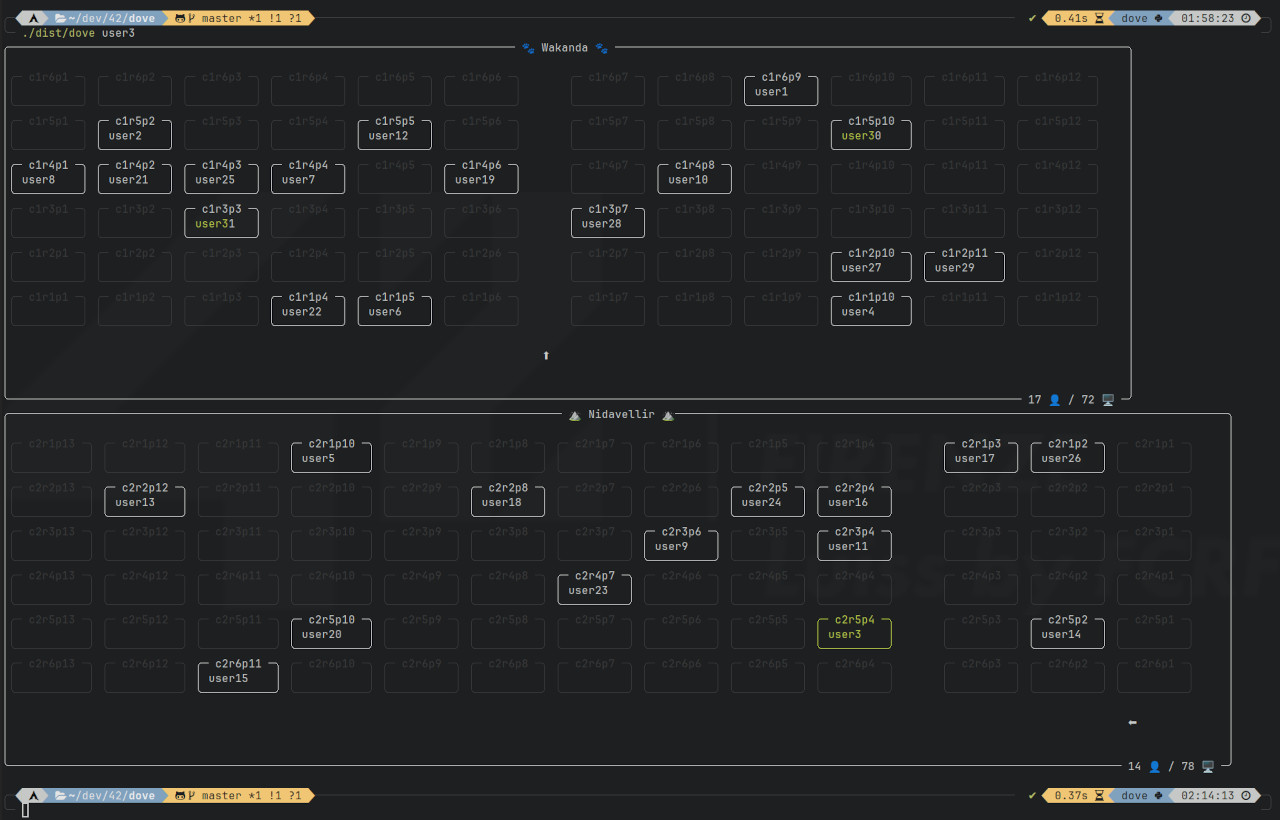 ~/dev/42/dove master *1 !1 ?1 ✔ 0.41s dove 01:58:23
./dist/dove user3
Wakanda
c1r6p1 c1r6p2 c1r6p3 c1r6p4 c1r6p5 c1r6p6 c1r6p7 c1r6p8 c1r6p9 c1r6p10 c1r6p11 c1r6p12
user1
c1r5p1 c1r5p2 c1r5p3 c1r5p4 c1r5p5 c1r5p6 c1r5p7 c1r5p8 c1r5p9 c1r5p10 c1r5p11 c1r5p12
user2 user12 user30
c1r4p1 c1r4p2 c1r4p3 c1r4p4 c1r4p5 c1r4p6 c1r4p7 c1r4p8 c1r4p9 c1r4p10 c1r4p11 c1r4p12
user8 user21 user25 user7 user19 user10
c1r3p1 c1r3p2 c1r3p3 c1r3p4 c1r3p5 c1r3p6 c1r3p7 c1r3p8 c1r3p9 c1r3p10 c1r3p11 c1r3p12
user31 user28
c1r2p1 c1r2p2 c1r2p3 c1r2p4 c1r2p5 c1r2p6 c1r2p7 c1r2p8 c1r2p9 c1r2p10 c1r2p11 c1r2p12
user27 user29
c1r1p1 c1r1p2 c1r1p3 c1r1p4 c1r1p5 c1r1p6 c1r1p7 c1r1p8 c1r1p9 c1r1p10 c1r1p11 c1r1p12
user22 user6 user4
⬆
17 👤 / 72 🖥️
Nidavellir
c2r1p13 c2r1p12 c2r1p11 c2r1p10 c2r1p9 c2r1p8 c2r1p7 c2r1p6 c2r1p5 c2r1p4 c2r1p3 c2r1p2 c2r1p1
user5 user17 user26
c2r2p13 c2r2p12 c2r2p11 c2r2p10 c2r2p9 c2r2p8 c2r2p7 c2r2p6 c2r2p5 c2r2p4 c2r2p3 c2r2p2 c2r2p1
user13 user18 user24 user16
c2r3p13 c2r3p12 c2r3p11 c2r3p10 c2r3p9 c2r3p8 c2r3p7 c2r3p6 c2r3p5 c2r3p4 c2r3p3 c2r3p2 c2r3p1
user9 user11
c2r4p13 c2r4p12 c2r4p11 c2r4p10 c2r4p9 c2r4p8 c2r4p7 c2r4p6 c2r4p5 c2r4p4 c2r4p3 c2r4p2 c2r4p1
user23
c2r5p13 c2r5p12 c2r5p11 c2r5p10 c2r5p9 c2r5p8 c2r5p7 c2r5p6 c2r5p5 c2r5p4 c2r5p3 c2r5p2 c2r5p1
user20 user3 user14
c2r6p13 c2r6p12 c2r6p11 c2r6p10 c2r6p9 c2r6p8 c2r6p7 c2r6p6 c2r6p5 c2r6p4 c2r6p3 c2r6p2 c2r6p1
user15
⬅
14 👤 / 78 🖥️
~/dev/42/dove master *1 !1 ?1 ✔ 0.37s dove 02:14:13